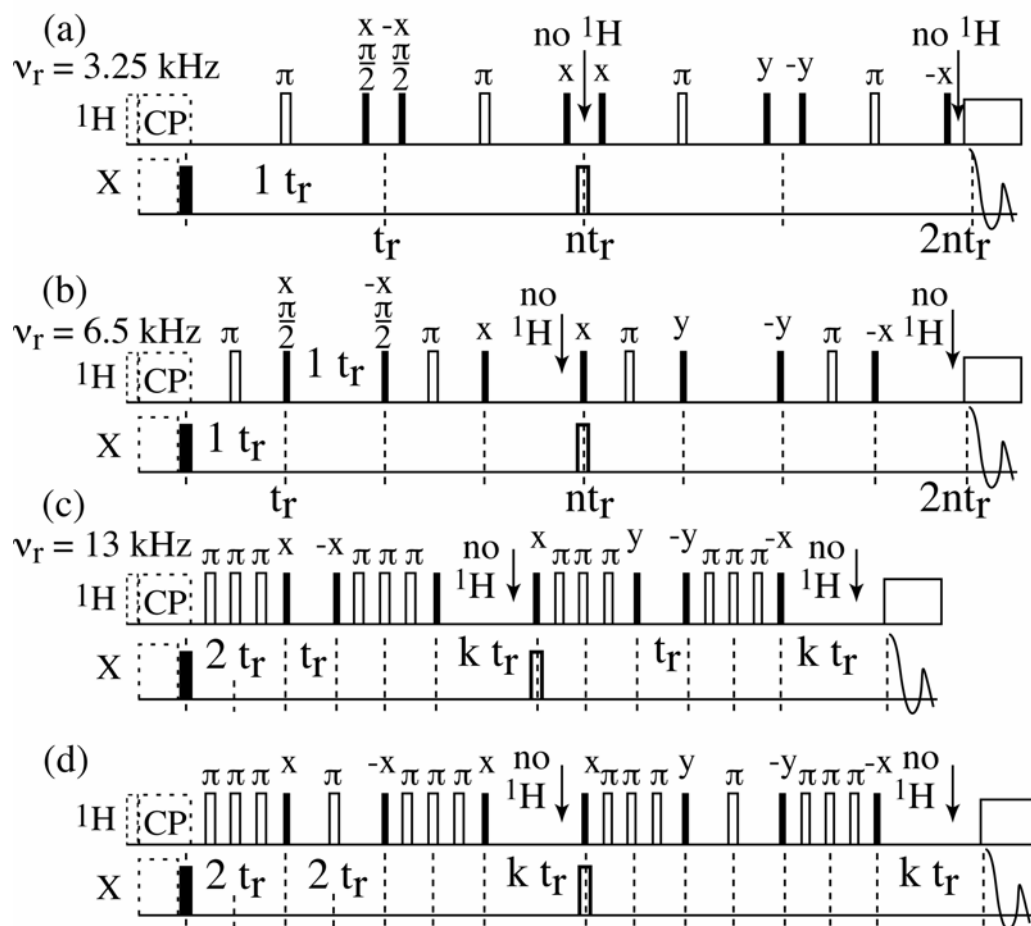 (a)
x -x no ¹H no ¹H
νr = 3.25 kHz π π/2 π/2 π x x π y -y π -x
¹H CP
X 1 tr
tr ntr 2ntr
(b)
x -x no no
νr = 6.5 kHz π π/2 π/2 π x ¹H x π y -y π -x ¹H
¹H CP 1 tr
X 1 tr
tr ntr 2ntr
(c)
νr = 13 kHz π π π x -x π π π no ¹H x π π π y -y π π π -x no ¹H
¹H CP
X 2 tr tr k tr tr k tr
(d)
π π π x π -x π π π x no ¹H x π π π y π -y π π π -x no ¹H
¹H CP
X 2 tr 2 tr k tr k tr